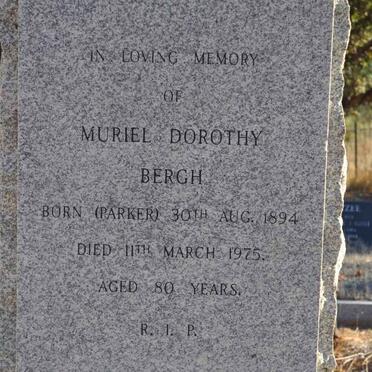 IN LOVING MEMORY
OF
MURIEL DOROTHY
BERGH
BORN (PARKER) 30TH AUG. 1894
DIED 11TH MARCH 1975.
AGED 80 YEARS.
R. I. P.